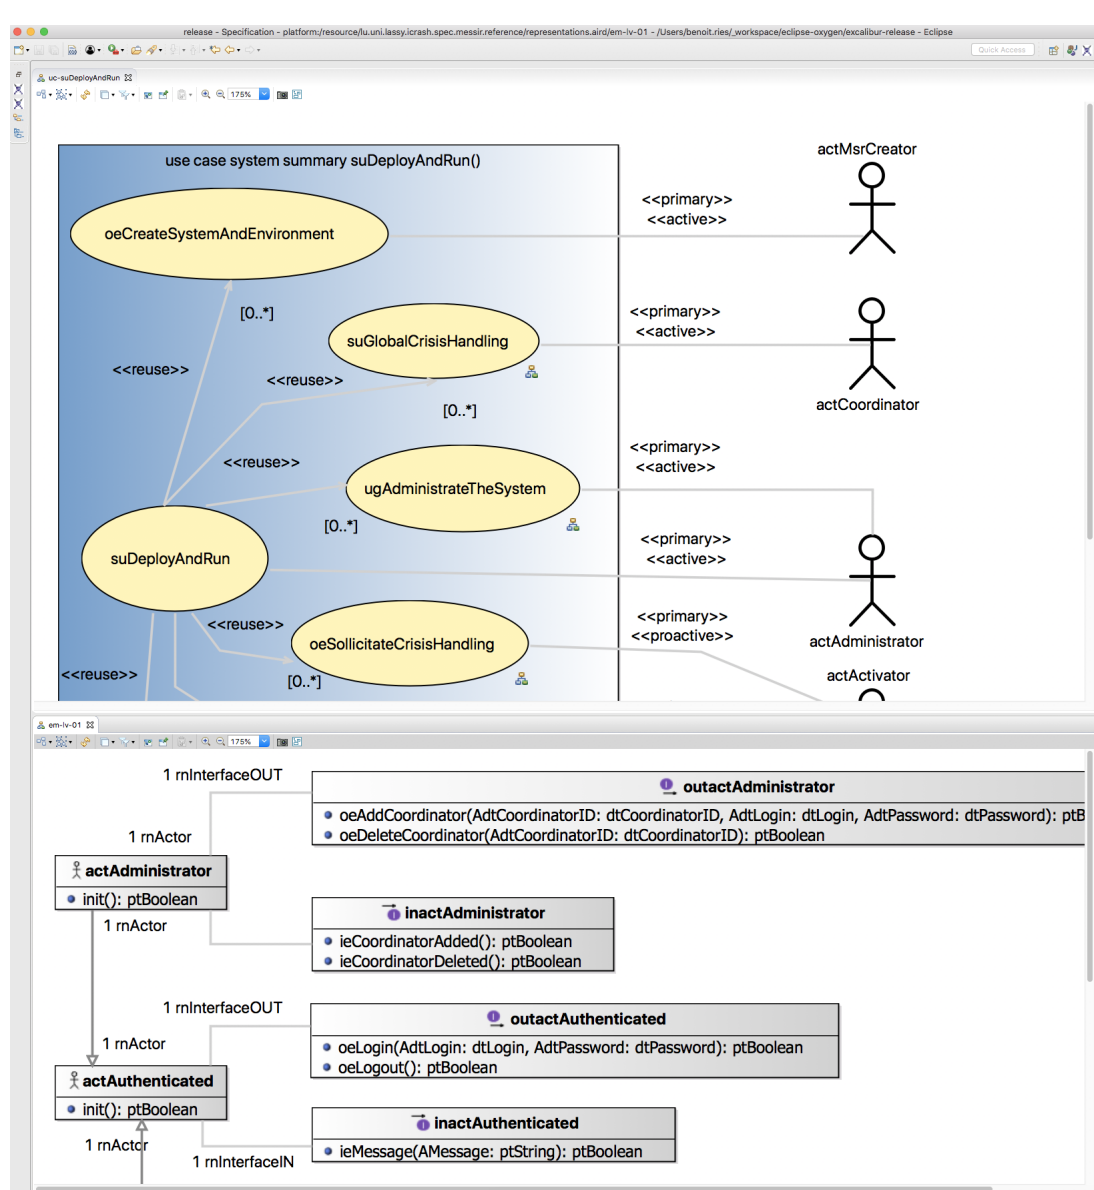 release - Specification - platform:/resource/lu.uni.lassy.icrash.spec.messir.reference/representations.aird/em-lv-01 - /Users/benoit.ries/_workspace/eclipse-oxygen/excalibur-release - Eclipse
Quick Access
uc-suDeployAndRun
175%
use case system summary suDeployAndRun()
actMsrCreator
<<primary>>
<<active>>
oeCreateSystemAndEnvironment
[0..*]
<<primary>>
<<active>>
suGlobalCrisisHandling
<<reuse>>
<<reuse>>
[0..*]
actCoordinator
<<primary>>
<<active>>
<<reuse>>
ugAdministrateTheSystem
[0..*]
<<primary>>
<<active>>
suDeployAndRun
<<primary>>
<<proactive>>
<<reuse>>
oeSollicitateCrisisHandling
actAdministrator
<<reuse>>
[0..*]
actActivator
em-lv-01
175%
1 rnInterfaceOUT
outactAdministrator
oeAddCoordinator(AdtCoordinatorID: dtCoordinatorID, AdtLogin: dtLogin, AdtPassword: dtPassword): ptB
oeDeleteCoordinator(AdtCoordinatorID: dtCoordinatorID): ptBoolean
1 rnActor
actAdministrator
init(): ptBoolean
1 rnActor
inactAdministrator
ieCoordinatorAdded(): ptBoolean
ieCoordinatorDeleted(): ptBoolean
1 rnInterfaceOUT
outactAuthenticated
oeLogin(AdtLogin: dtLogin, AdtPassword: dtPassword): ptBoolean
oeLogout(): ptBoolean
1 rnActor
actAuthenticated
init(): ptBoolean
1 rnActor
inactAuthenticated
ieMessage(AMessage: ptString): ptBoolean
1 rnInterfaceIN